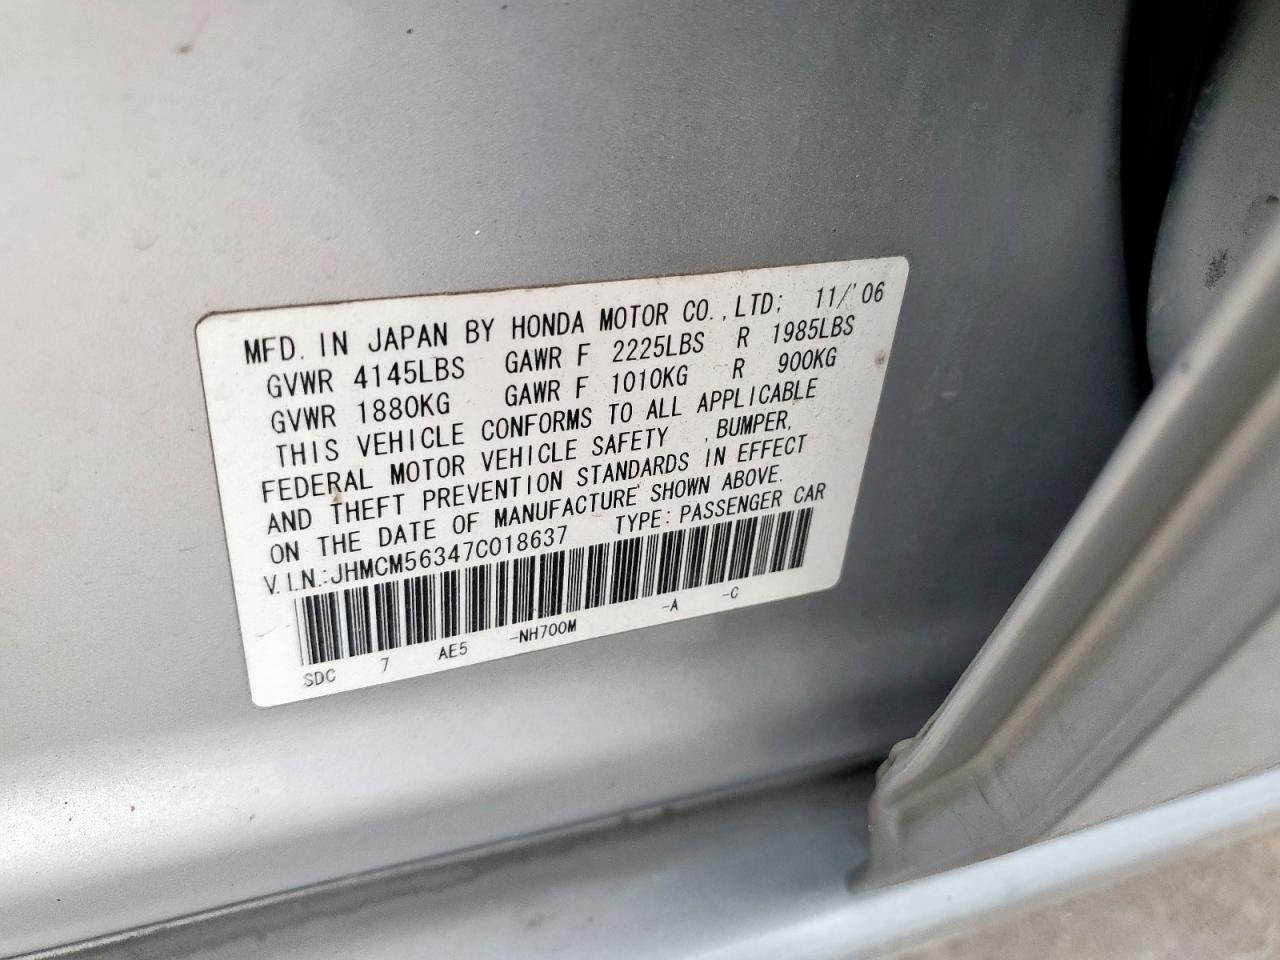 MFD. IN JAPAN BY HONDA MOTOR CO., LTD; 11/'06
GVWR 4145LBS GAWR F 2225LBS R 1985LBS
GVWR 1880KG GAWR F 1010KG R 900KG
THIS VEHICLE CONFORMS TO ALL APPLICABLE
FEDERAL MOTOR VEHICLE SAFETY , BUMPER,
AND THEFT PREVENTION STANDARDS IN EFFECT
ON THE DATE OF MANUFACTURE SHOWN ABOVE.
V.I.N.:JHMCM56347C018637 TYPE: PASSENGER CAR
SDC 7 AE5 -NH700M -A -C